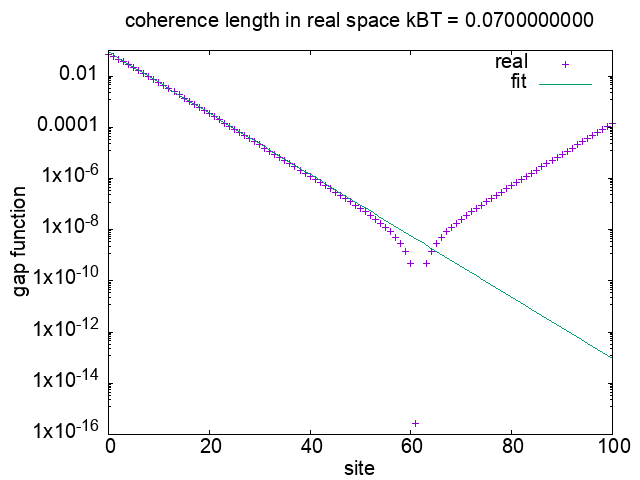 coherence length in real space kBT = 0.0700000000
real
fit
0.01
0.0001
1x10^-6
1x10^-8
1x10^-10
1x10^-12
1x10^-14
1x10^-16
gap function
0 20 40 60 80 100
site